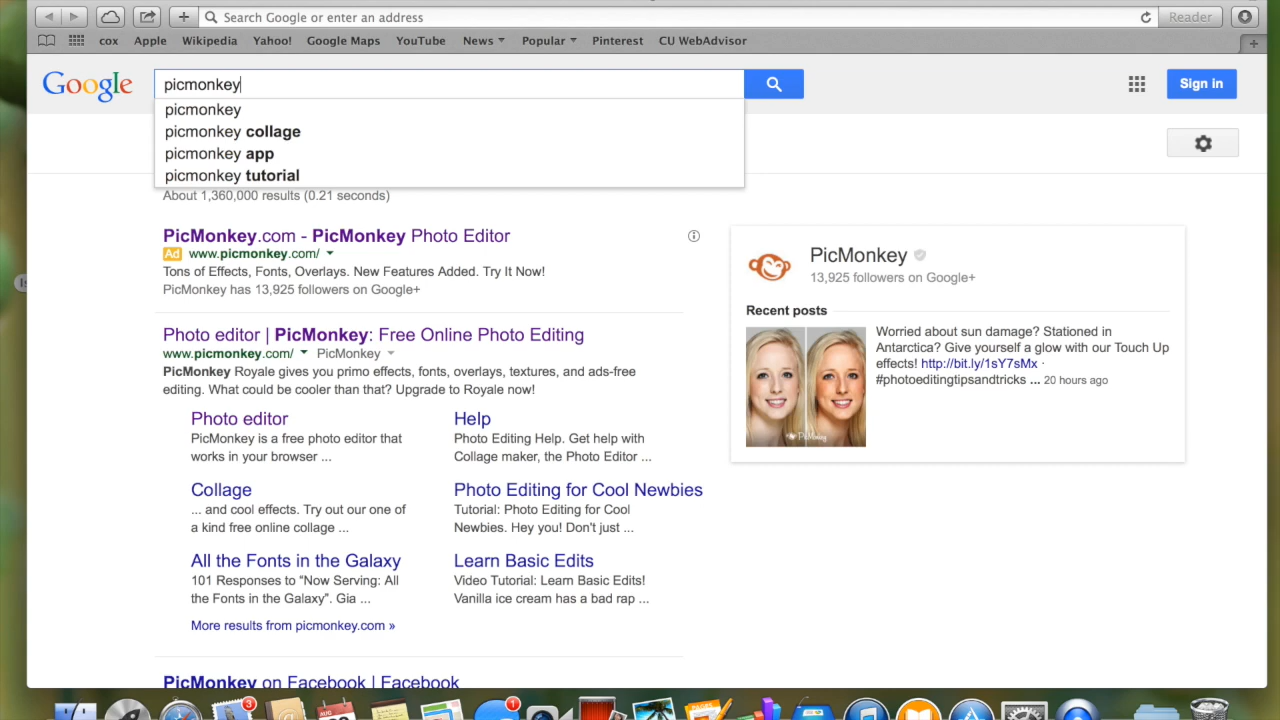 Search Google or enter an address
Reader
cox Apple Wikipedia Yahoo! Google Maps YouTube News Popular Pinterest CU WebAdvisor
Google picmonkey Sign in
picmonkey
picmonkey collage
picmonkey app
picmonkey tutorial
About 1,360,000 results (0.21 seconds)
PicMonkey.com - PicMonkey Photo Editor
Ad www.picmonkey.com/
Tons of Effects, Fonts, Overlays. New Features Added. Try It Now!
PicMonkey has 13,925 followers on Google+
Photo editor | PicMonkey: Free Online Photo Editing
www.picmonkey.com/ PicMonkey
PicMonkey Royale gives you primo effects, fonts, overlays, textures, and ads-free
editing. What could be cooler than that? Upgrade to Royale now!
Photo editor
PicMonkey is a free photo editor that
works in your browser ...
Help
Photo Editing Help. Get help with
Collage maker, the Photo Editor ...
Collage
... and cool effects. Try out our one of
a kind free online collage ...
Photo Editing for Cool Newbies
Tutorial: Photo Editing for Cool
Newbies. Hey you! Don't just ...
All the Fonts in the Galaxy
101 Responses to “Now Serving: All
the Fonts in the Galaxy”. Gia ...
Learn Basic Edits
Video Tutorial: Learn Basic Edits!
Vanilla ice cream has a bad rap ...
More results from picmonkey.com »
PicMonkey on Facebook | Facebook
PicMonkey
13,925 followers on Google+
Recent posts
Worried about sun damage? Stationed in
Antarctica? Give yourself a glow with our Touch Up
effects! http://bit.ly/1sY7sMx ·
#photoeditingtipsandtricks ... 20 hours ago
PicMonkey
3
1